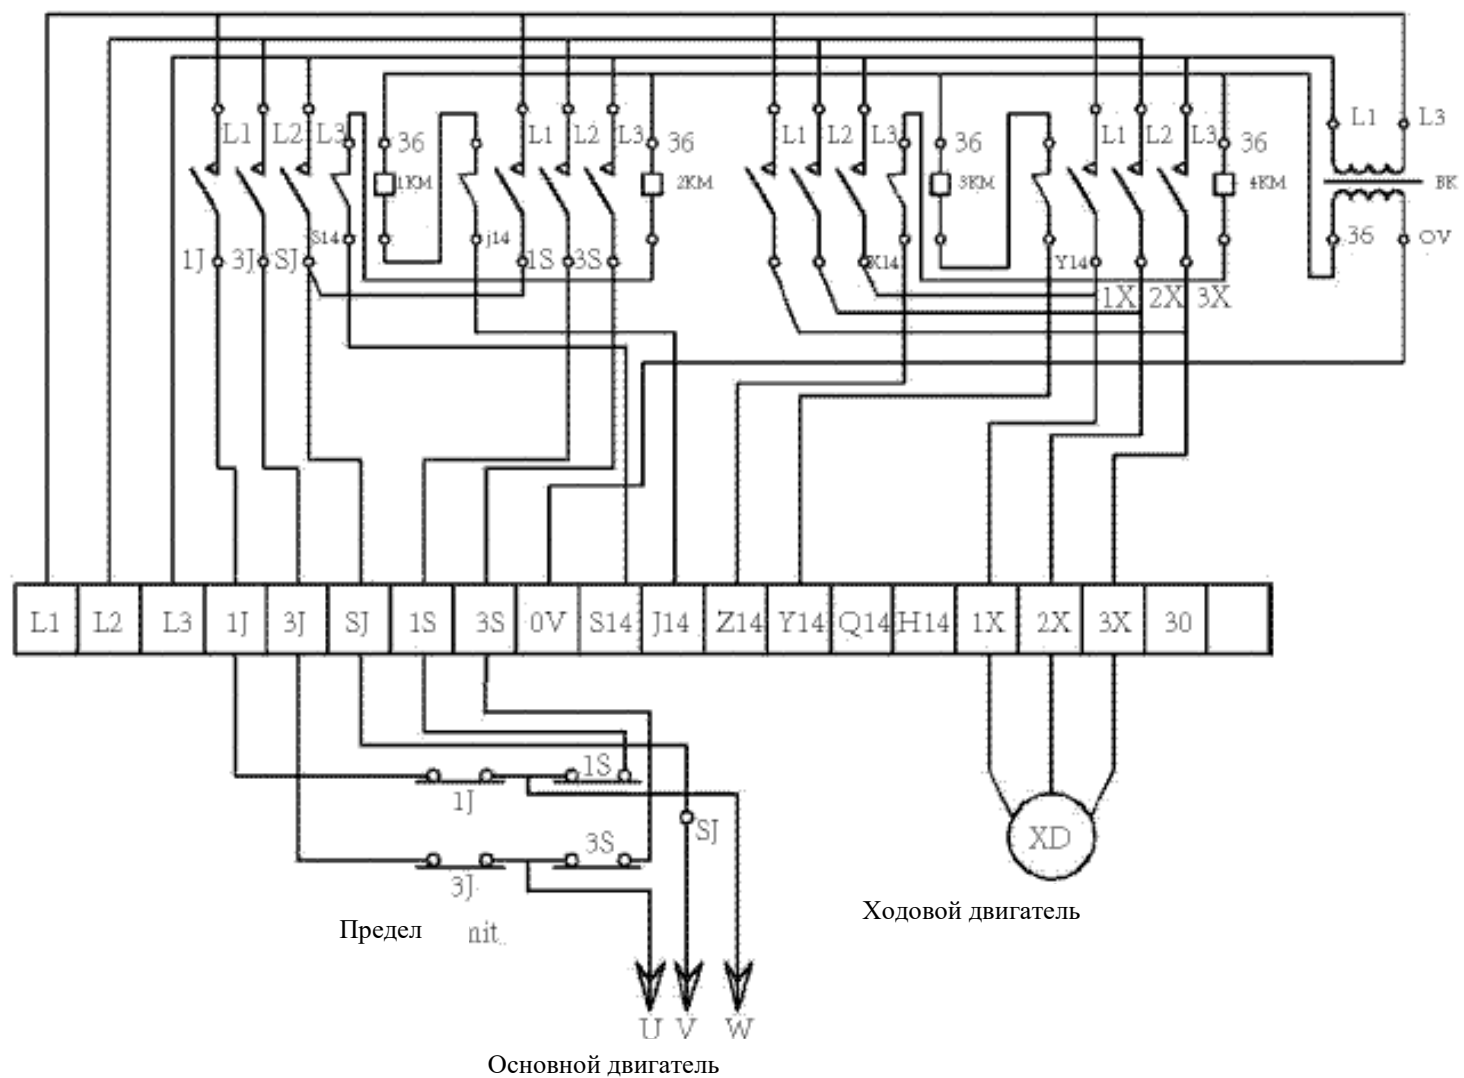 L1 L3
L1 L2 L3 36 L1 L2 L3 36 L1 L2 L3 36 L1 L2 L3 36
1KM 2KM 3KM 4KM BK
S14 j14 X14 Y14 36 OV
1J 3J SJ 1S 3S
1X 2X 3X
L1 L2 L3 1J 3J SJ 1S 3S 0V S14 J14 Z14 Y14 Q14 H14 1X 2X 3X 30
1S
1J
SJ
3S
3J
XD
Ходовой двигатель
Предел nit
U V W
Основной двигатель